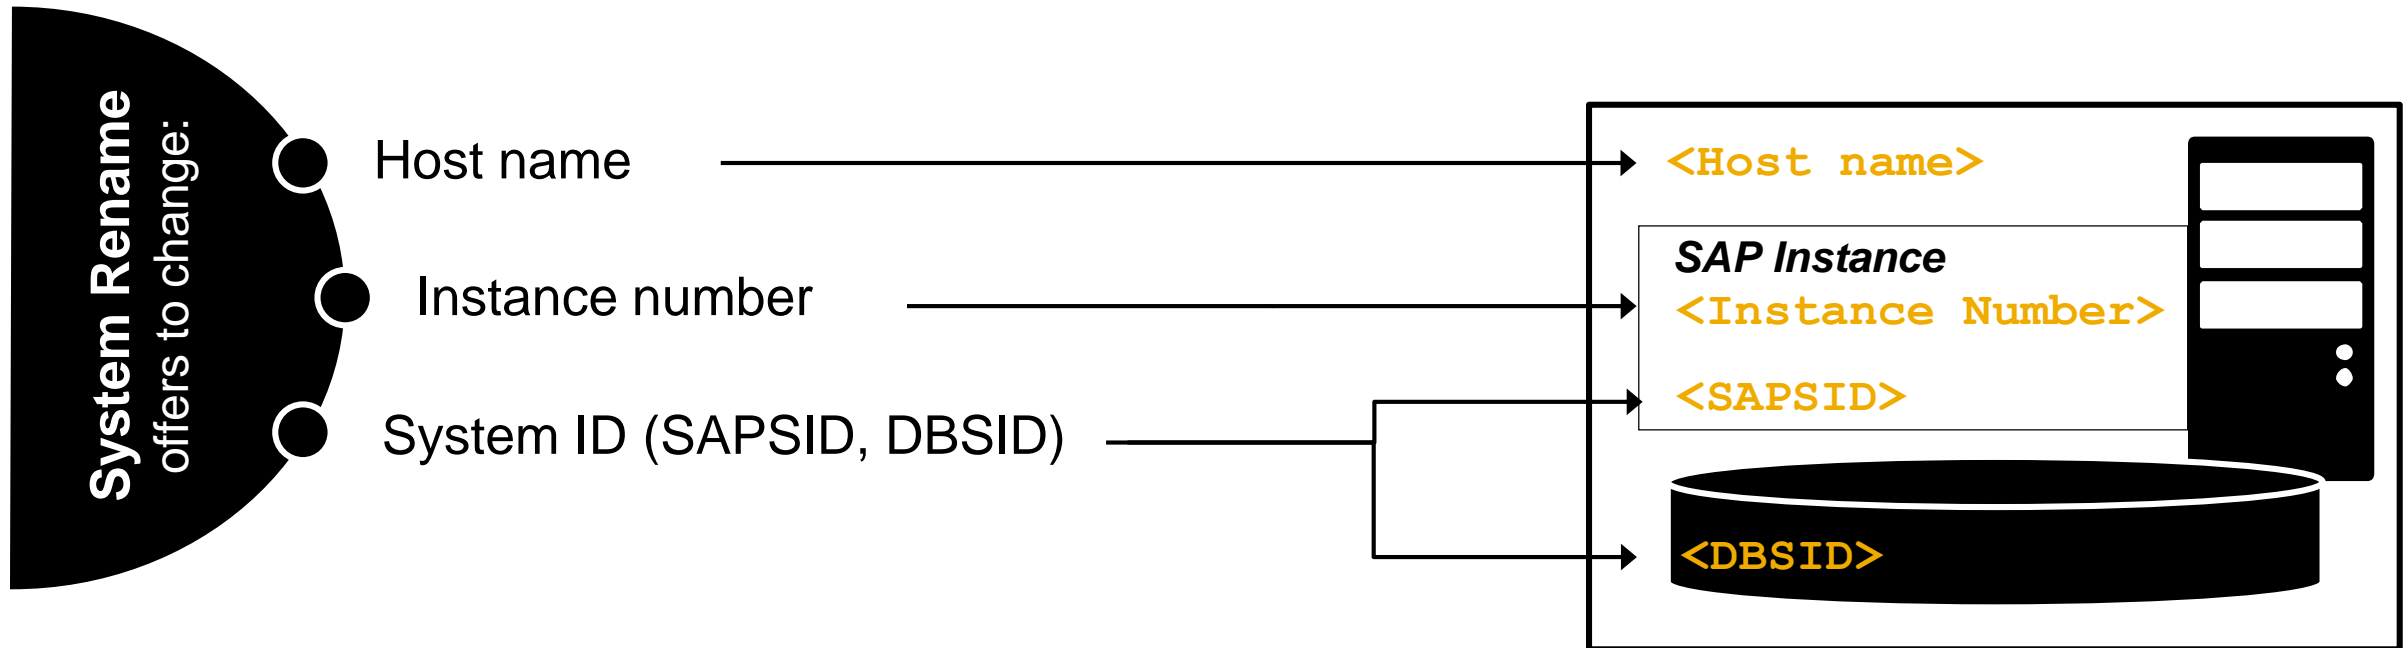 System Rename
offers to change:
Host name
Instance number
System ID (SAPSID, DBSID)
<Host name>
SAP Instance
<Instance Number>
<SAPSID>
<DBSID>